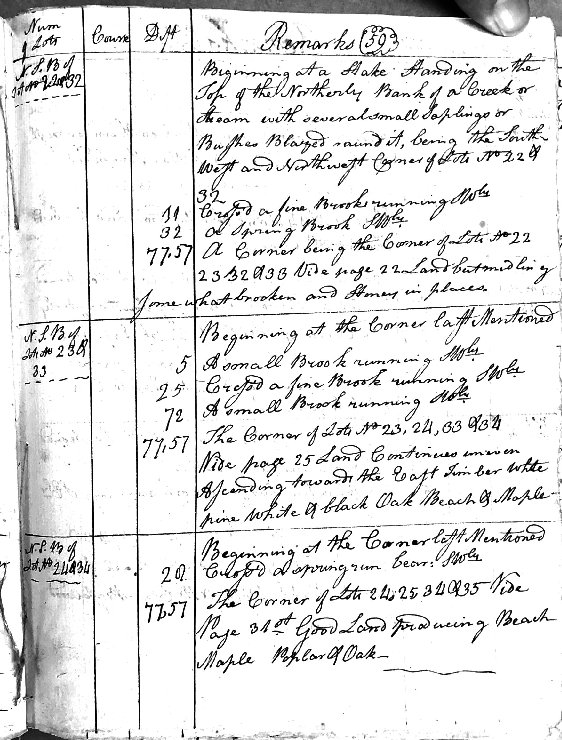 Num
of Lots
Course
Dist
Remarks (39)
N. S. B of
Lot No 22 & 32
Beginning at a Stake Standing on the
Top of the Northerly Bank of a Creek or
Stream with several small Saplings or
Bushes Blazed round it, being the South
West and Northwest Corner of Lots No 22 &
32
11 Cross'd a fine Brook running SWly
32 a Spring Brook SWly
77,57 A Corner being the Corner of Lots No 22
23 32 & 33 Vide page 22 Land but midling
some what brooken and Stoney in places.
N. S. B of
Lot No 23 &
33
Beginning at the Corner last Mentioned
5 A small Brook running SWly
25 Cross'd a fine Brook running SWly
72 A small Brook running SWly
77,57 The Corner of Lots No 23, 24, 33 & 34
Vide page 25 Land Continues uneven
Ascending towards the East Timber White
pine White & black Oak Beach & Maple
N. S. B of
Lot No 24 & 34
Beginning at the Corner last Mentioned
20 Cross'd a spring run bear: SWly
77,57 The Corner of Lots 24, 25 34 & 35 Vide
Page 31st Good Land producing Beach
Maple Poplar & Oak